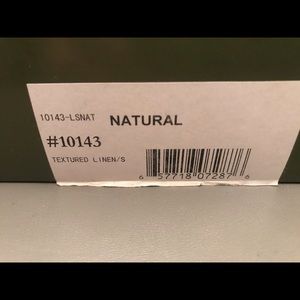 10143-LSNAT NATURAL
#10143
TEXTURED LINEN/S
6 57718 07287 6